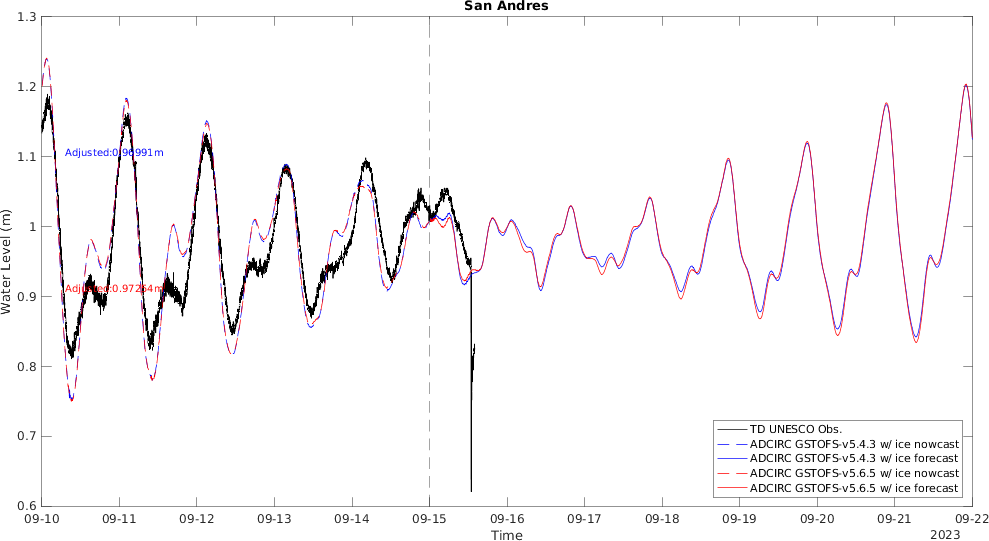 San Andres
1.3
1.2
1.1
1
0.9
0.8
0.7
0.6
Water Level (m)
Adjusted:0.96991m
Adjusted:0.97264m
TD UNESCO Obs.
ADCIRC GSTOFS-v5.4.3 w/ ice nowcast
ADCIRC GSTOFS-v5.4.3 w/ ice forecast
ADCIRC GSTOFS-v5.6.5 w/ ice nowcast
ADCIRC GSTOFS-v5.6.5 w/ ice forecast
09-10 09-11 09-12 09-13 09-14 09-15 09-16 09-17 09-18 09-19 09-20 09-21 09-22
Time
2023